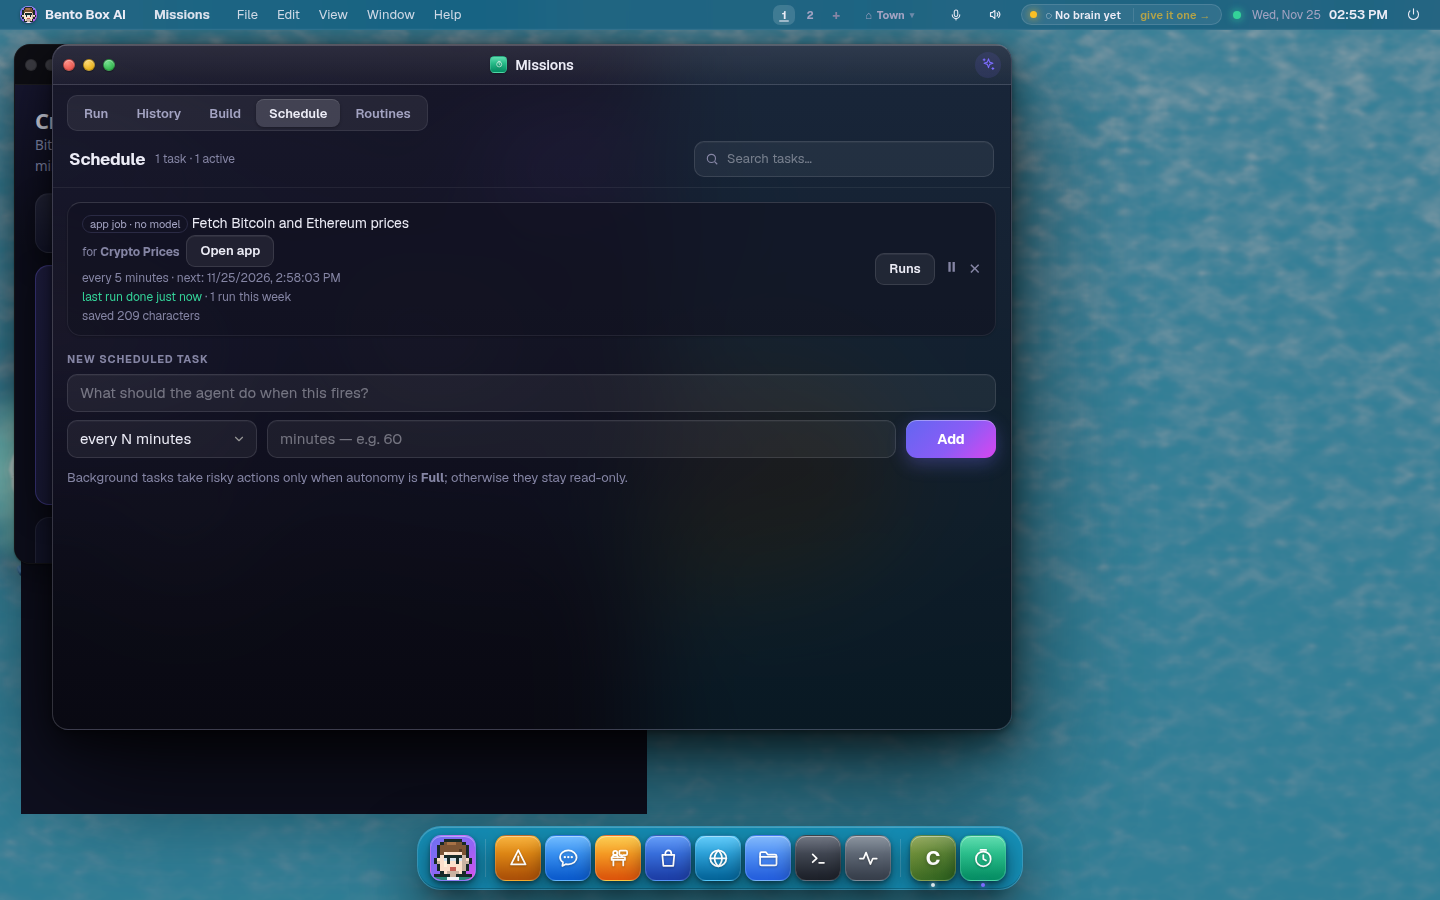 Bento Box AI Missions File Edit View Window Help 1 2 + Town No brain yet give it one → Wed, Nov 25 02:53 PM
Missions
Run History Build Schedule Routines
Schedule 1 task · 1 active Search tasks…
app job · no model Fetch Bitcoin and Ethereum prices
for Crypto Prices Open app
every 5 minutes · next: 11/25/2026, 2:58:03 PM
last run done just now · 1 run this week
saved 209 characters
Runs
NEW SCHEDULED TASK
What should the agent do when this fires?
every N minutes minutes — e.g. 60 Add
Background tasks take risky actions only when autonomy is Full; otherwise they stay read-only.
C